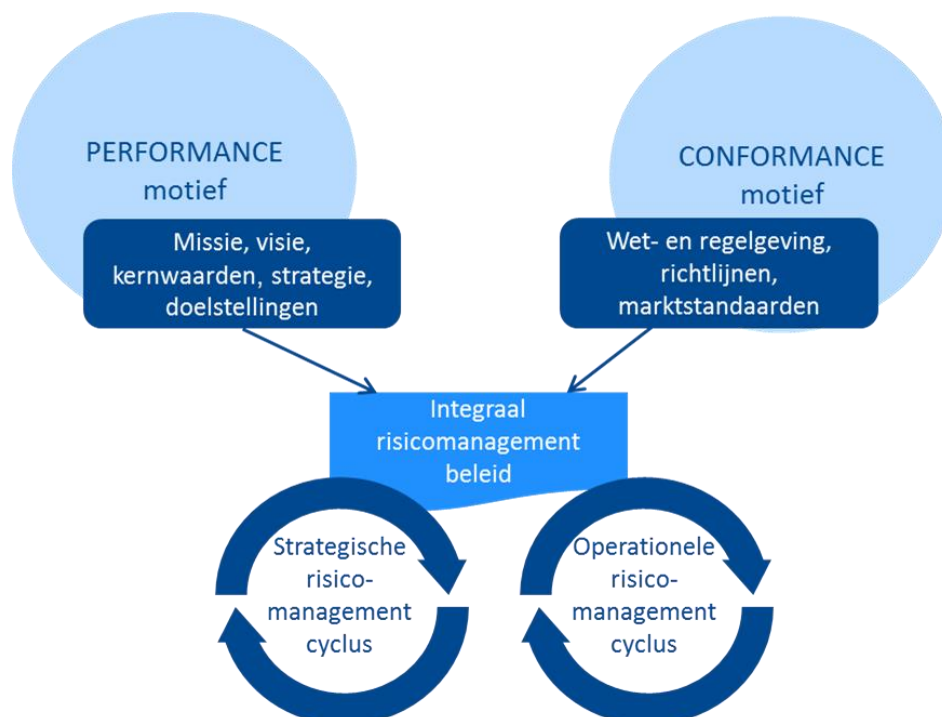 PERFORMANCE
motief
Missie, visie,
kernwaarden, strategie,
doelstellingen
CONFORMANCE
motief
Wet- en regelgeving,
richtlijnen,
marktstandaarden
Integraal
risicomanagement
beleid
Strategische
risico-
management
cyclus
Operationele
risico-
management
cyclus